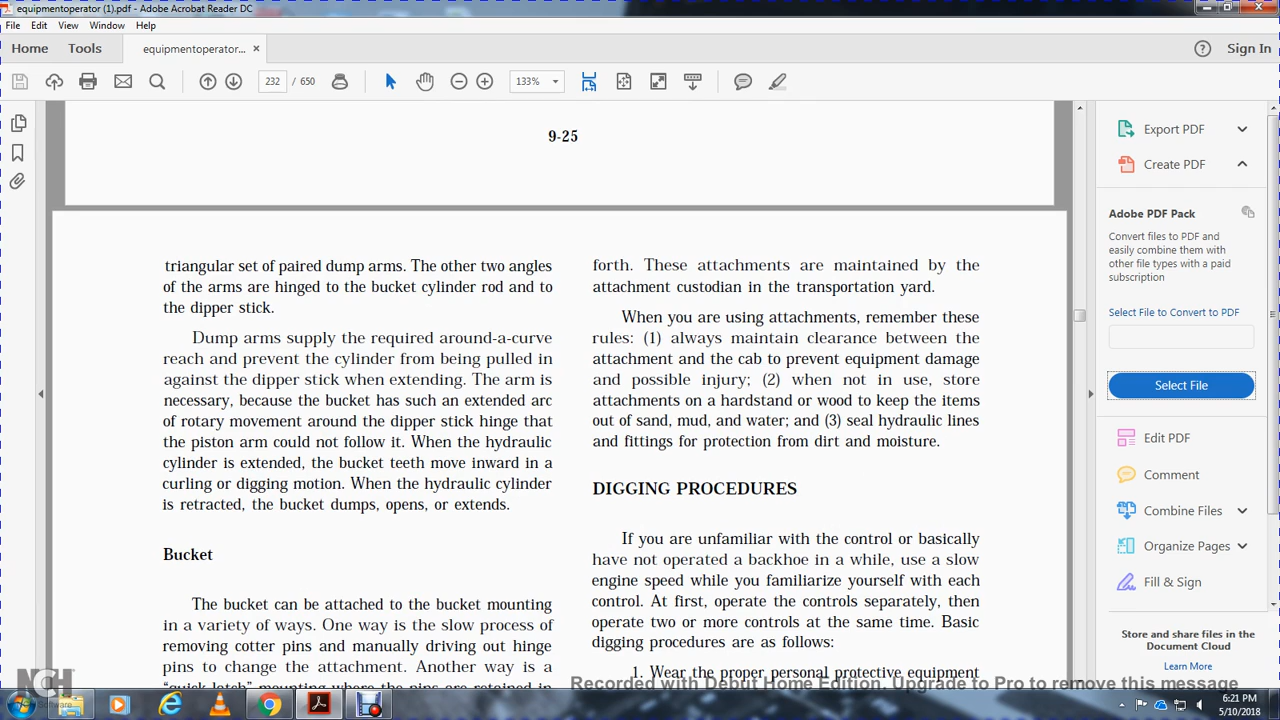 equipmentoperator (1).pdf - Adobe Acrobat Reader DC
File Edit View Window Help
Home Tools equipmentoperator... × Sign In
232 / 650 133%
9-25
triangular set of paired dump arms. The other two angles
of the arms are hinged to the bucket cylinder rod and to
the dipper stick.
Dump arms supply the required around-a-curve
reach and prevent the cylinder from being pulled in
against the dipper stick when extending. The arm is
necessary, because the bucket has such an extended arc
of rotary movement around the dipper stick hinge that
the piston arm could not follow it. When the hydraulic
cylinder is extended, the bucket teeth move inward in a
curling or digging motion. When the hydraulic cylinder
is retracted, the bucket dumps, opens, or extends.
Bucket
The bucket can be attached to the bucket mounting
in a variety of ways. One way is the slow process of
removing cotter pins and manually driving out hinge
pins to change the attachment. Another way is a
“quick-latch” mounting where the pins are retained in
forth. These attachments are maintained by the
attachment custodian in the transportation yard.
When you are using attachments, remember these
rules: (1) always maintain clearance between the
attachment and the cab to prevent equipment damage
and possible injury; (2) when not in use, store
attachments on a hardstand or wood to keep the items
out of sand, mud, and water; and (3) seal hydraulic lines
and fittings for protection from dirt and moisture.
DIGGING PROCEDURES
If you are unfamiliar with the control or basically
have not operated a backhoe in a while, use a slow
engine speed while you familiarize yourself with each
control. At first, operate the controls separately, then
operate two or more controls at the same time. Basic
digging procedures are as follows:
1. Wear the proper personal protective equipment
Export PDF
Create PDF
Adobe PDF Pack
Convert files to PDF and
easily combine them with
other file types with a paid
subscription
Select File to Convert to PDF
Select File
Edit PDF
Comment
Combine Files
Organize Pages
Fill & Sign
Store and share files in the
Document Cloud
Learn More
NCH Software
Recorded with Debut Home Edition. Upgrade to Pro to remove this message
6:21 PM
5/10/2018